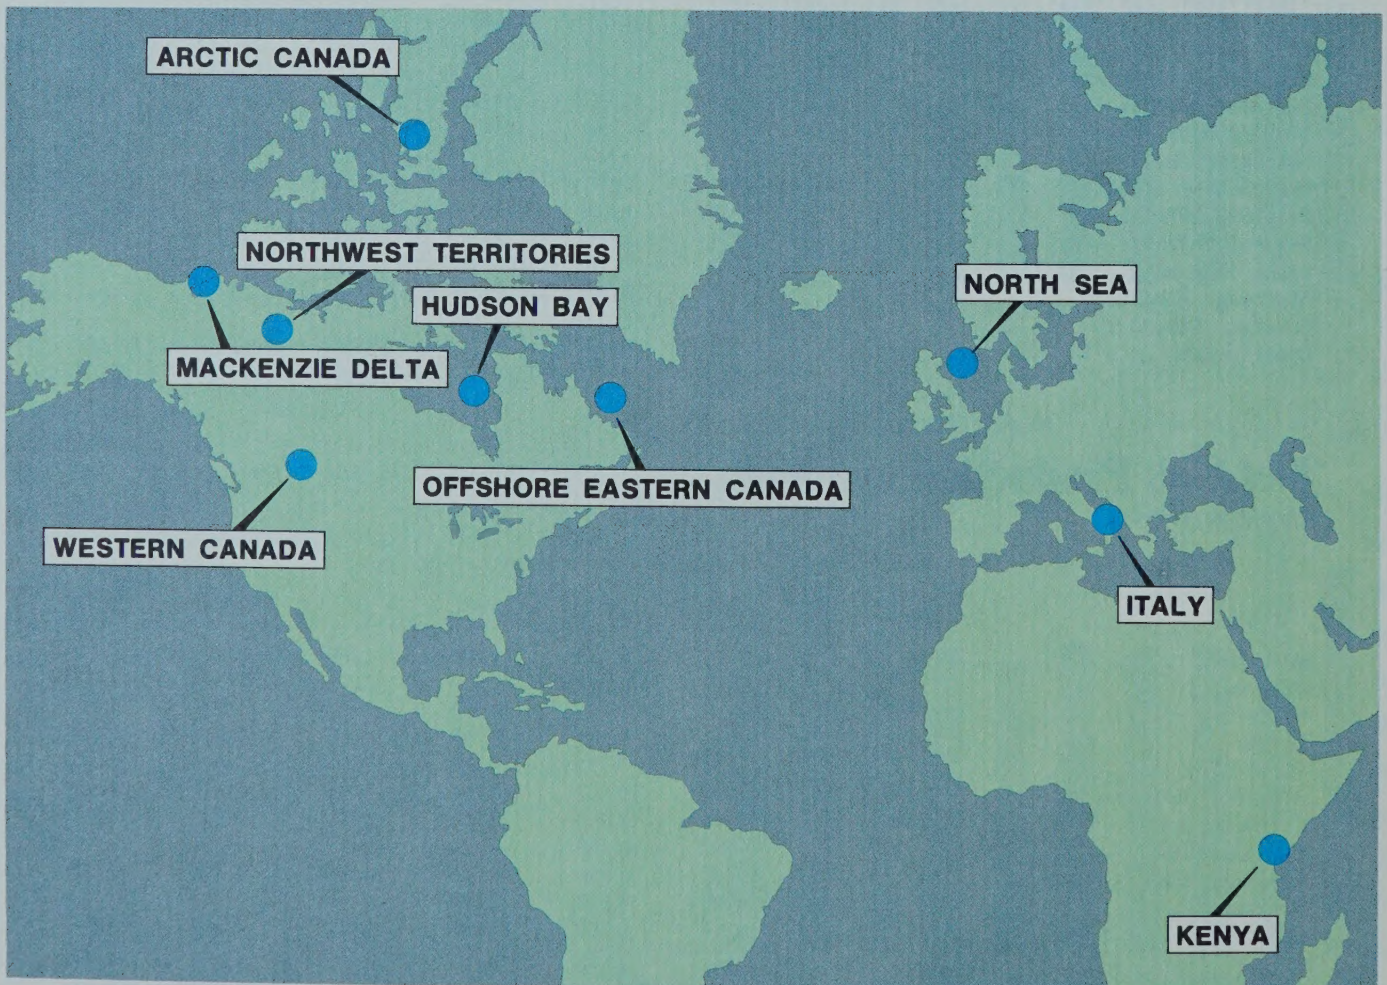 ARCTIC CANADA
NORTHWEST TERRITORIES
HUDSON BAY
NORTH SEA
MACKENZIE DELTA
OFFSHORE EASTERN CANADA
WESTERN CANADA
ITALY
KENYA